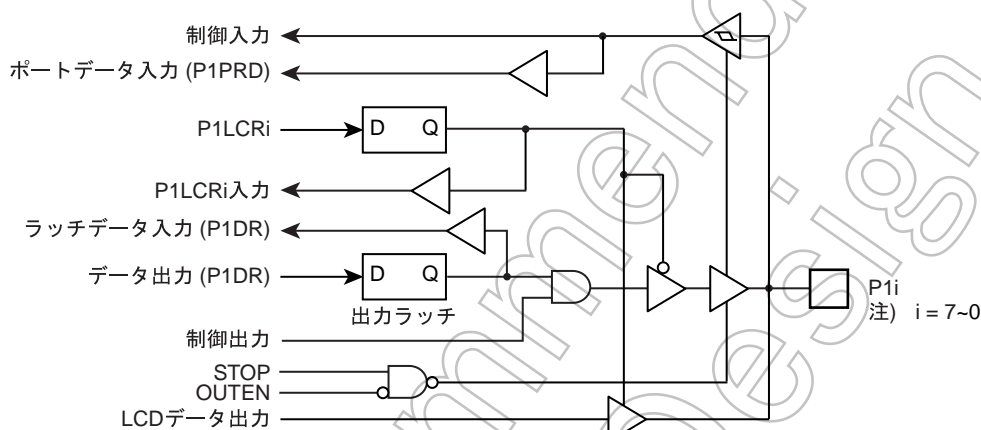 制御入力
ポートデータ入力 (P1PRD)
P1LCRi
D Q
P1LCRi入力
ラッチデータ入力 (P1DR)
データ出力 (P1DR)
D Q
出力ラッチ
制御出力
STOP
OUTEN
LCDデータ出力
P1i
注) i = 7~0